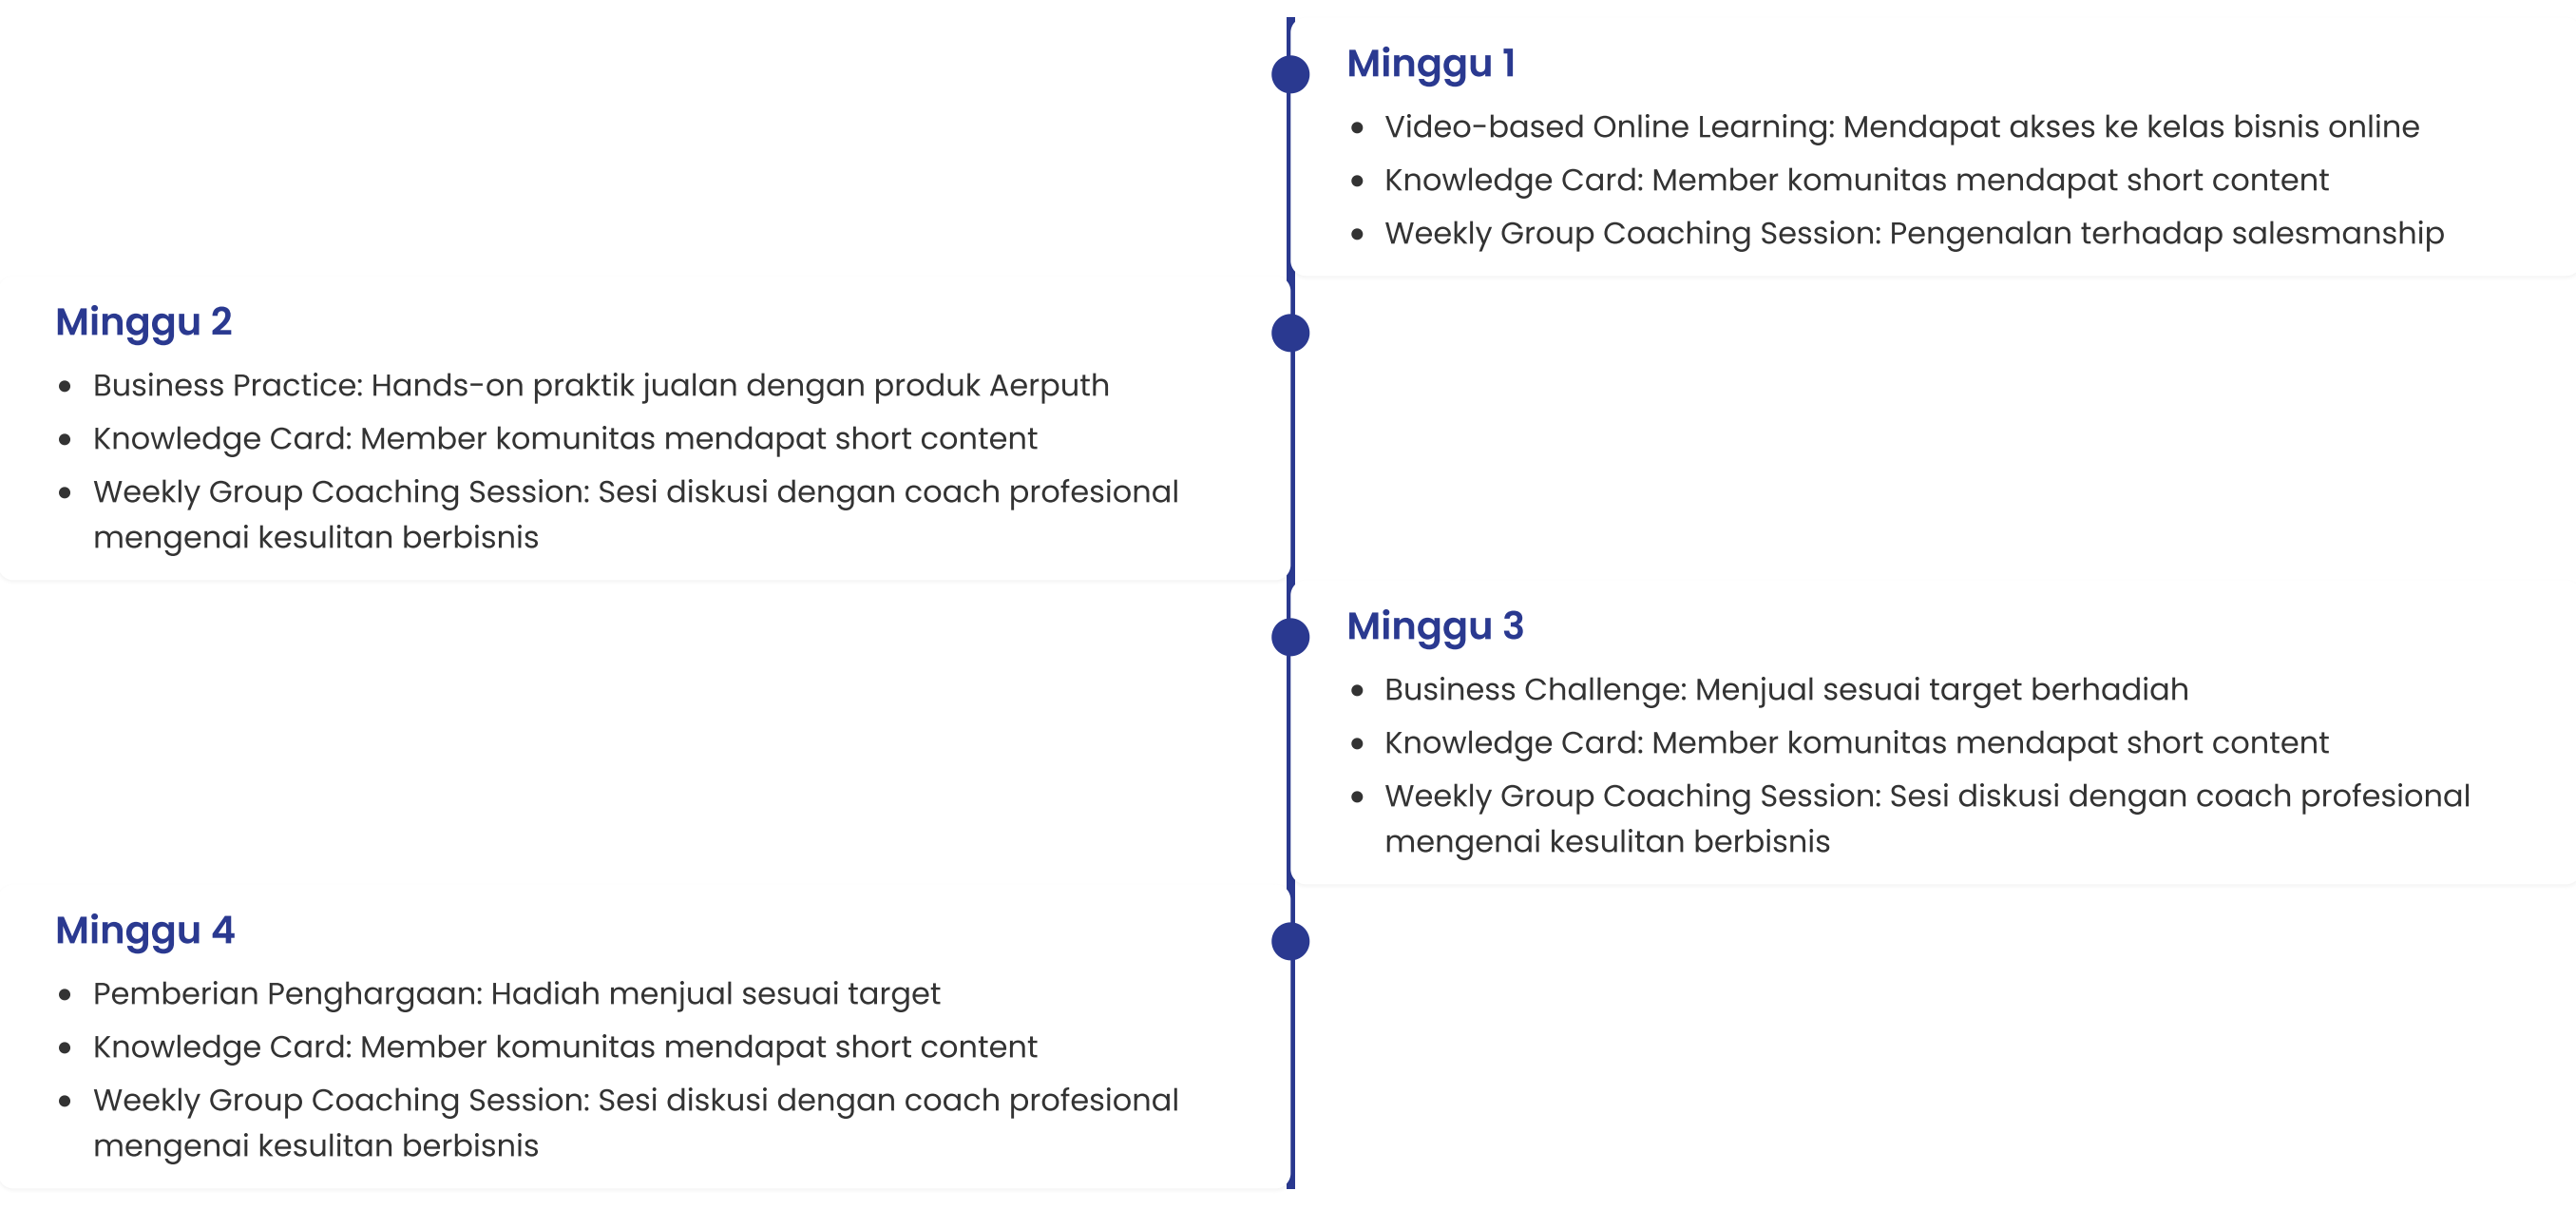 Minggu 1
• Video-based Online Learning: Mendapat akses ke kelas bisnis online
• Knowledge Card: Member komunitas mendapat short content
• Weekly Group Coaching Session: Pengenalan terhadap salesmanship
Minggu 2
• Business Practice: Hands-on praktik jualan dengan produk Aerputh
• Knowledge Card: Member komunitas mendapat short content
• Weekly Group Coaching Session: Sesi diskusi dengan coach profesional
mengenai kesulitan berbisnis
Minggu 3
• Business Challenge: Menjual sesuai target berhadiah
• Knowledge Card: Member komunitas mendapat short content
• Weekly Group Coaching Session: Sesi diskusi dengan coach profesional
mengenai kesulitan berbisnis
Minggu 4
• Pemberian Penghargaan: Hadiah menjual sesuai target
• Knowledge Card: Member komunitas mendapat short content
• Weekly Group Coaching Session: Sesi diskusi dengan coach profesional
mengenai kesulitan berbisnis